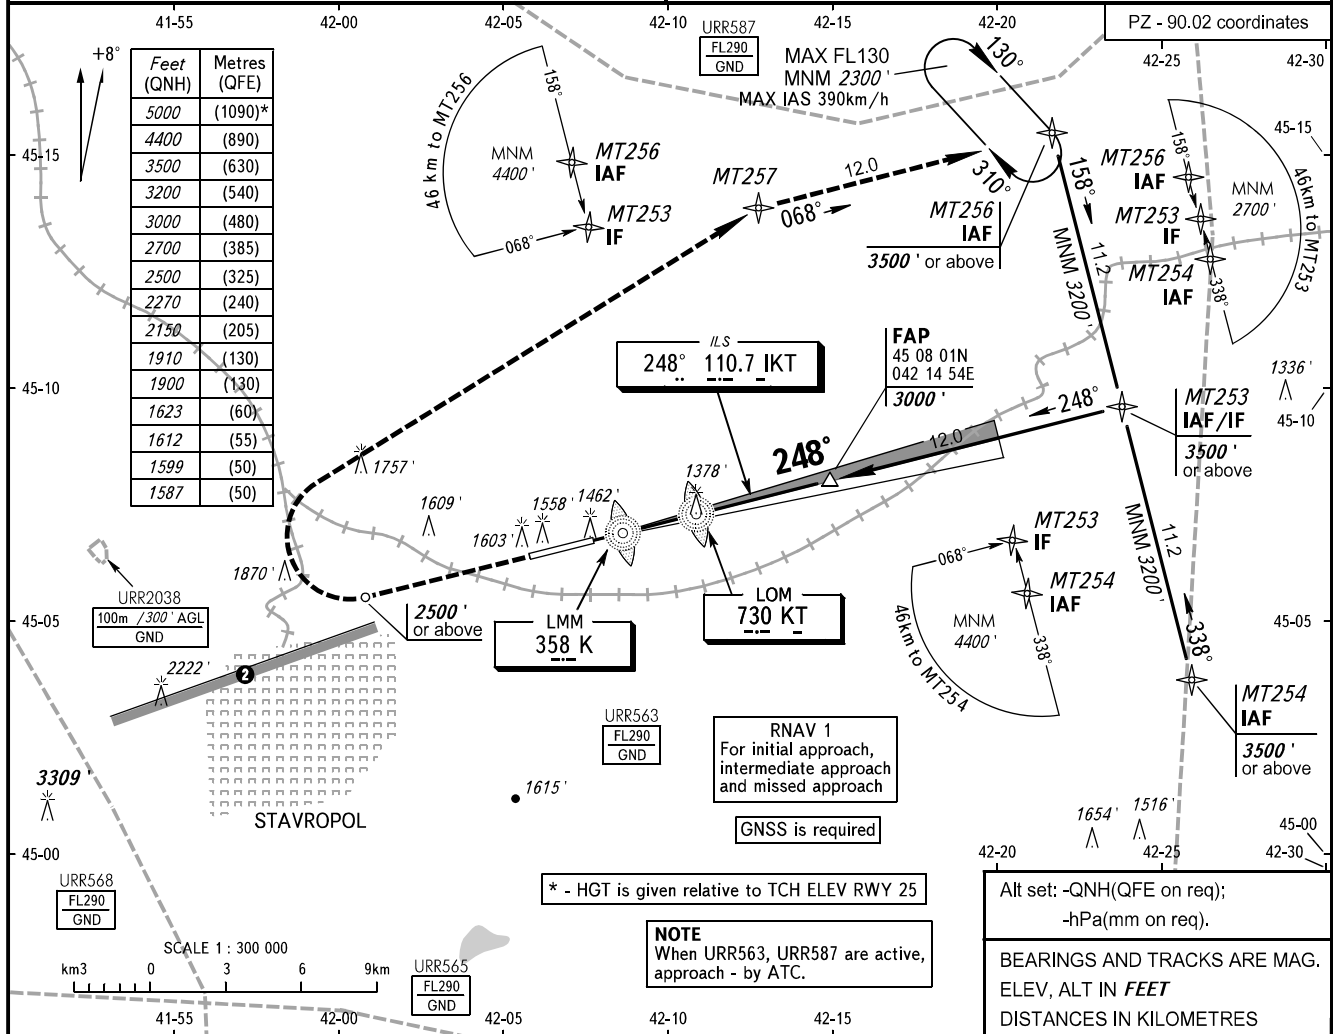 41-55
42-00
42-05
42-10
42-15
42-20
PZ - 90.02 coordinates
42-25
42-30
+8°
Feet (QNH) Metres (QFE)
5000 (1090)*
4400 (890)
3500 (630)
3200 (540)
3000 (480)
2700 (385)
2500 (325)
2270 (240)
2150 (205)
1910 (130)
1900 (130)
1623 (60)
1612 (55)
1599 (50)
1587 (50)
45-15
45-10
45-05
45-00
46 km to MT256
158°
MNM
4400'
MT256
IAF
MT253
IF
068°
URR587
FL290
GND
MAX FL130
MNM 2300'
MAX IAS 390km/h
130°
310°
MT257
12.0
068°
MT256
IAF
3500' or above
158°
11.2
MNM 3200'
45-15
MT256
IAF
158°
MT253
IF
MNM
2700'
46km to MT253
MT254
IAF
338°
ILS
248° 110.7 IKT
FAP
45 08 01N
042 14 54E
3000'
248°
MT253
IAF/IF
3500'
or above
1336'
45-10
248°
12.0
1757'
1609'
1603'
1558'
1462'
1378'
1870'
URR2038
100m /300' AGL
GND
2500'
or above
LMM
358 K
LOM
730 KT
MT253
IF
068°
MT254
IAF
MNM
4400'
338°
46km to MT254
MNM 3200'
11.2
338°
45-05
MT254
IAF
3500'
or above
2222'
2
3309'
STAVROPOL
URR563
FL290
GND
1615'
RNAV 1
For initial approach,
intermediate approach
and missed approach
GNSS is required
1654'
1516'
45-00
42-20
42-25
42-30
URR568
FL290
GND
* - HGT is given relative to TCH ELEV RWY 25
Alt set: -QNH(QFE on req);
-hPa(mm on req).
NOTE
When URR563, URR587 are active,
approach - by ATC.
SCALE 1 : 300 000
km3 0 3 6 9km
URR565
FL290
GND
BEARINGS AND TRACKS ARE MAG.
ELEV, ALT IN FEET
DISTANCES IN KILOMETRES
41-55
42-00
42-05
42-10
42-15